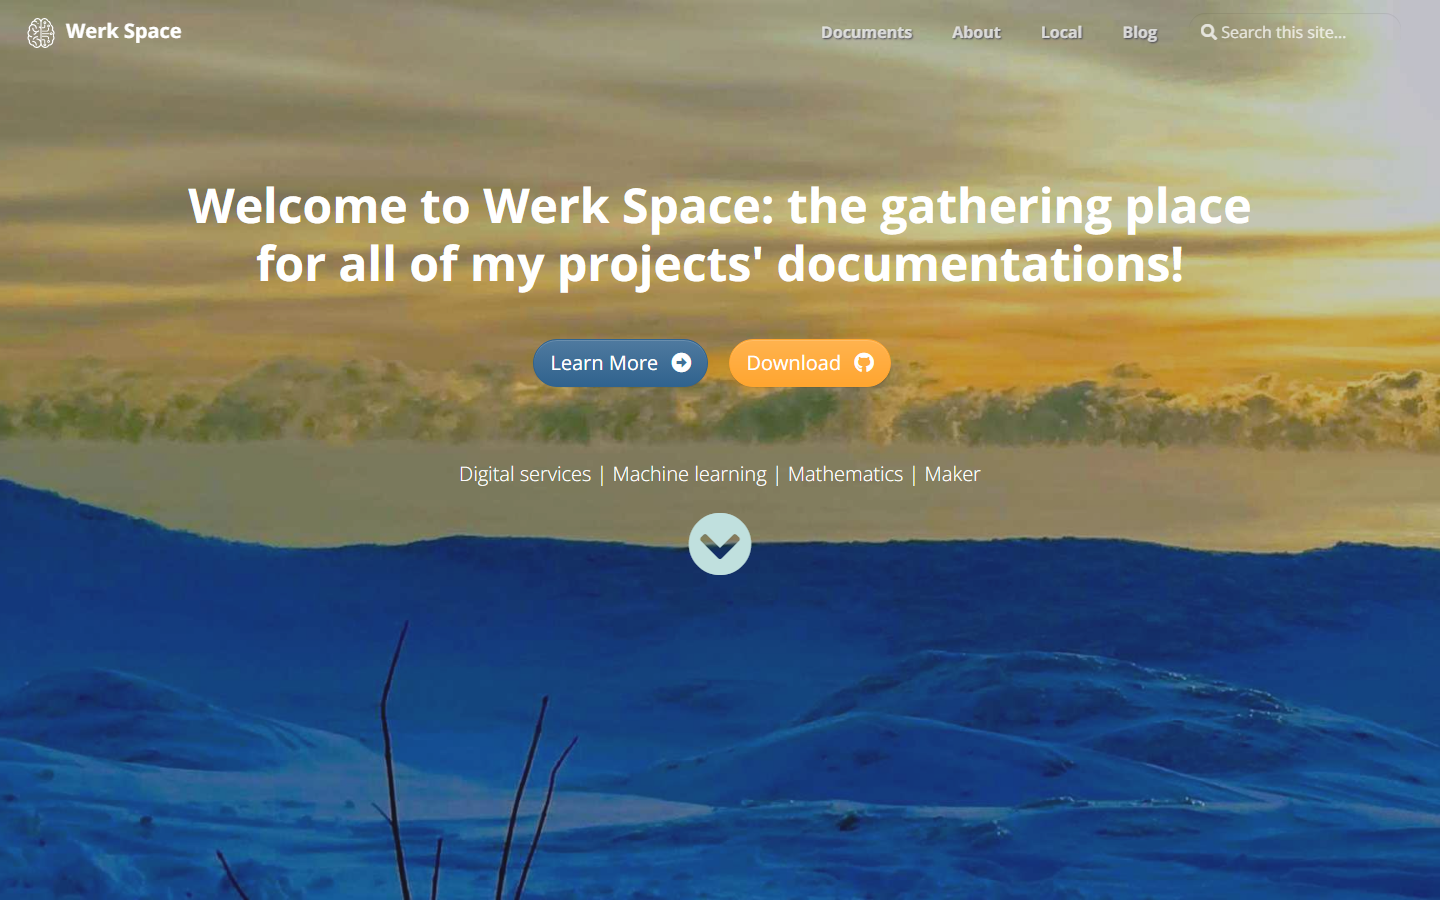 Werk Space
Documents
About
Local
Blog
Search this site...
Welcome to Werk Space: the gathering place
for all of my projects' documentations!
Learn More
Download
Digital services | Machine learning | Mathematics | Maker